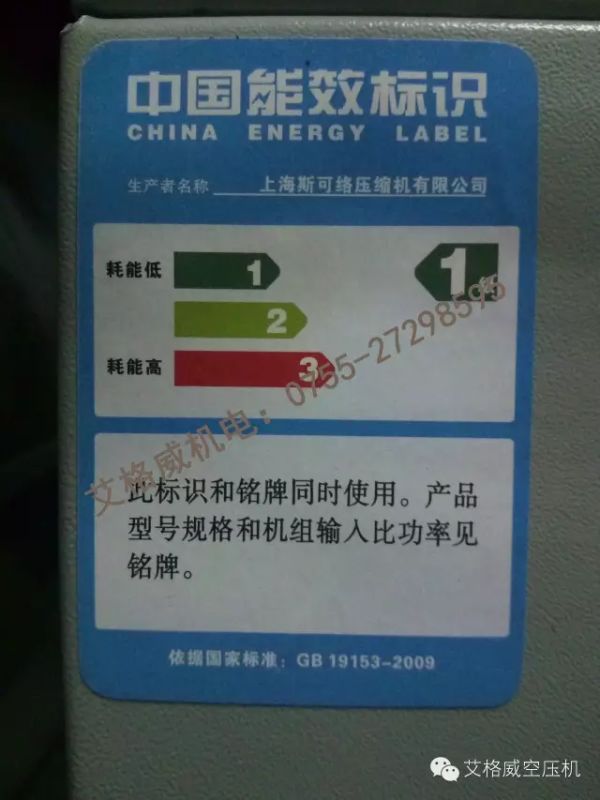 中国能效标识
CHINA ENERGY LABEL
生产者名称 上海斯可络压缩机有限公司
耗能低 1 1级
2
耗能高 3
艾格威机电：0755-27298595
此标识和铭牌同时使用。产品
型号规格和机组输入比功率见
铭牌。
依据国家标准：GB 19153-2009
艾格威空压机